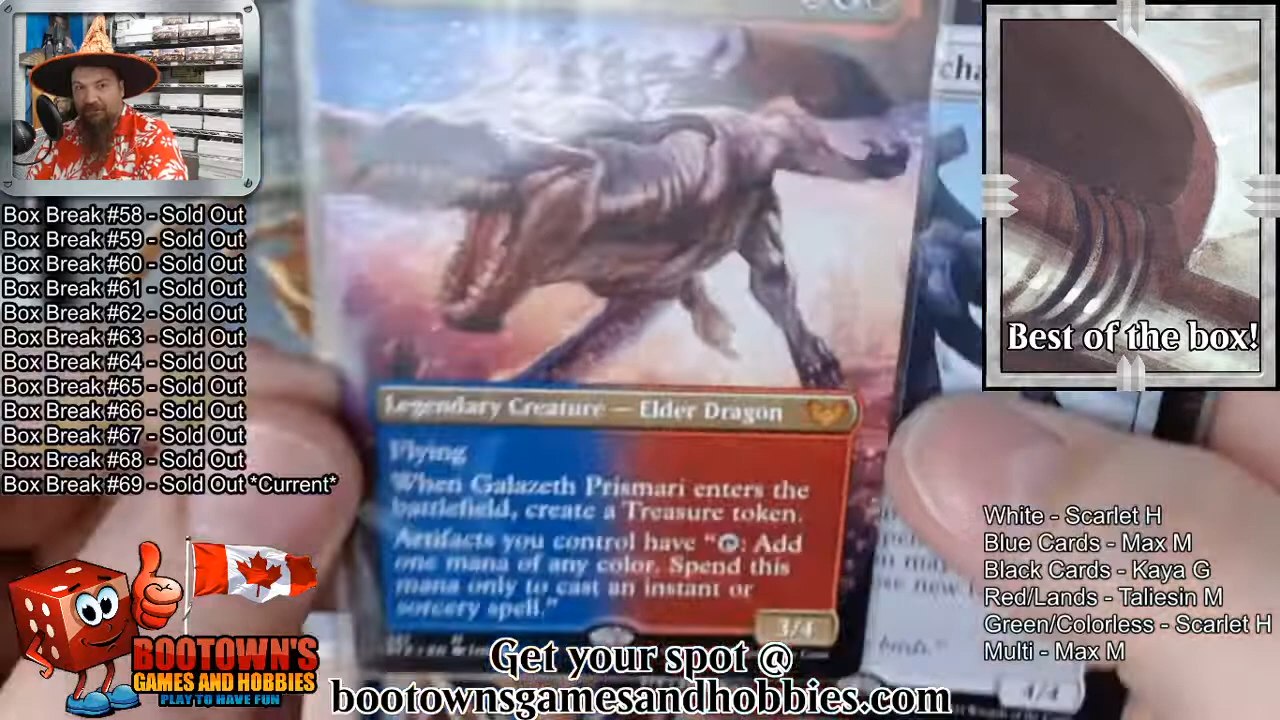 Box Break #58 - Sold Out
Box Break #59 - Sold Out
Box Break #60 - Sold Out
Box Break #61 - Sold Out
Box Break #62 - Sold Out
Box Break #63 - Sold Out
Box Break #64 - Sold Out
Box Break #65 - Sold Out
Box Break #66 - Sold Out
Box Break #67 - Sold Out
Box Break #68 - Sold Out
Box Break #69 - Sold Out *Current*
BOOTOWN'S
GAMES AND HOBBIES
PLAY TO HAVE FUN
Legendary Creature — Elder Dragon
Flying
When Galazeth Prismari enters the
battlefield, create a Treasure token.
Artifacts you control have “: Add
one mana of any color. Spend this
mana only to cast an instant or
sorcery spell.”
3/4
Get your spot @
bootownsgamesandhobbies.com
Best of the box!
White - Scarlet H
Blue Cards - Max M
Black Cards - Kaya G
Red/Lands - Taliesin M
Green/Colorless - Scarlet H
Multi - Max M
4/4